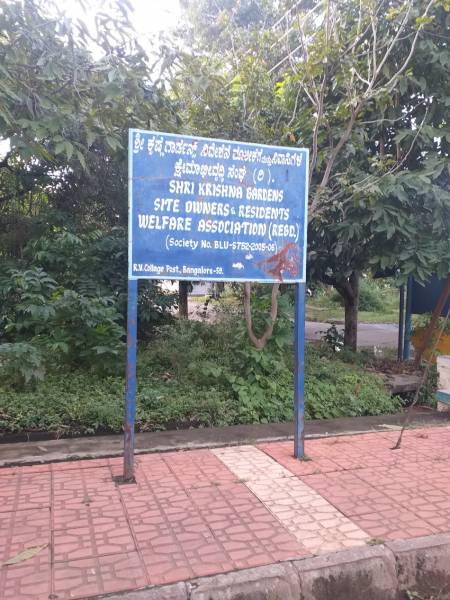 ಶ್ರೀ ಕೃಷ್ಣ ಗಾರ್ಡನ್ಸ್ ನಿವೇಶನ ಮಾಲೀಕರ ಮತ್ತು ನಿವಾಸಿಗಳ
ಕ್ಷೇಮಾಭಿವೃದ್ಧಿ ಸಂಘ (ರಿ).
SHRI KRISHNA GARDENS
SITE OWNERS & RESIDENTS
WELFARE ASSOCIATION (REGD.)
(Society No. BLU-S752-2005-06)
R.V. College Post, Bangalore-59.